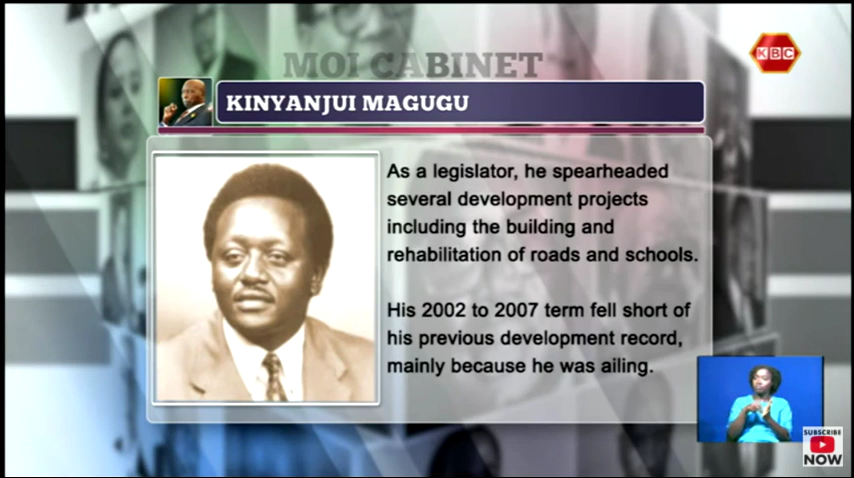 MOI CABINET
KBC
KINYANJUI MAGUGU
As a legislator, he spearheaded
several development projects
including the building and
rehabilitation of roads and schools.
His 2002 to 2007 term fell short of
his previous development record,
mainly because he was ailing.
SUBSCRIBE
NOW